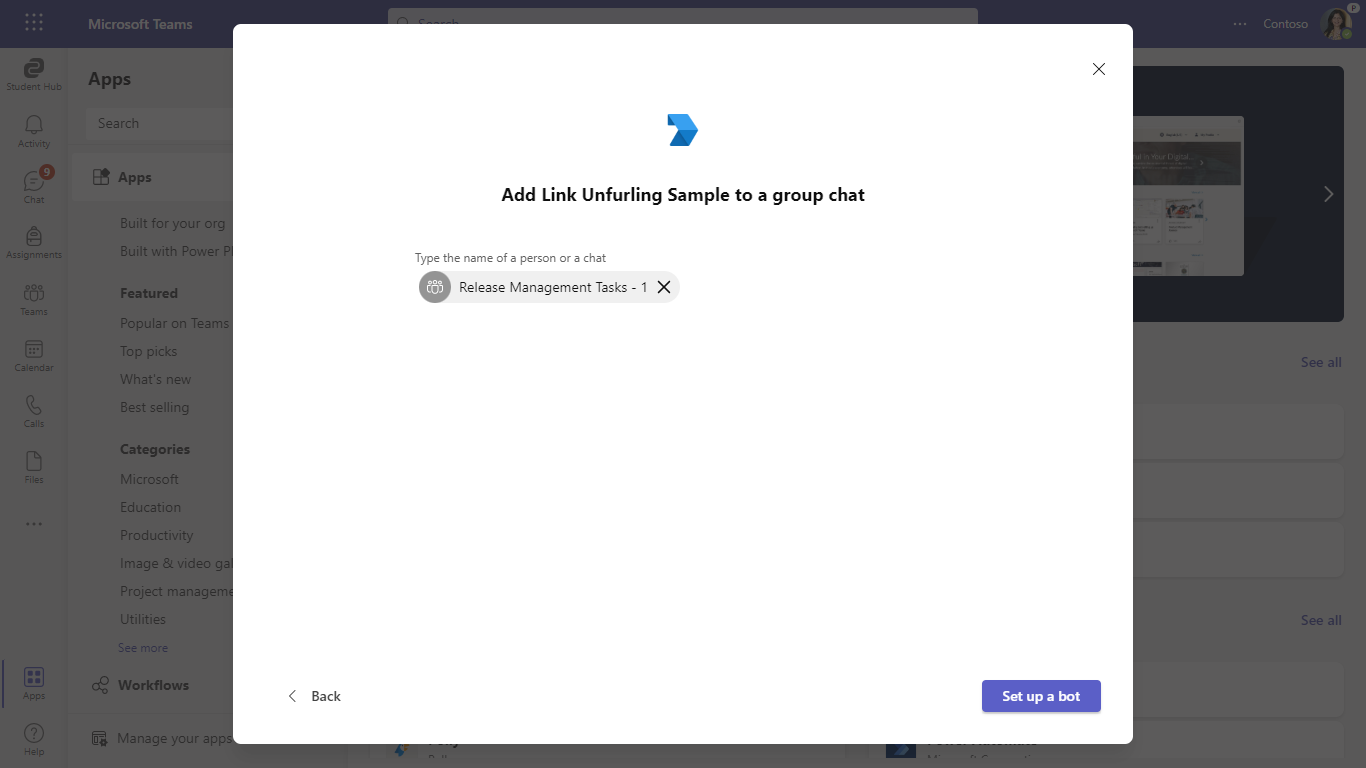 Microsoft Teams
Search
Contoso
P
Student Hub
Activity
9
Chat
Assignments
Teams
Calendar
Calls
Files
Apps
Help
Apps
Search
Apps
Built for your org
Built with Power
Featured
Popular on Teams
Top picks
What's new
Best selling
Categories
Microsoft
Education
Productivity
Image & video
Project
Utilities
See more
Workflows
Manage your apps
Add Link Unfurling Sample to a group chat
Type the name of a person or a chat
Release Management Tasks - 1
Back
Set up a bot
See all
See all